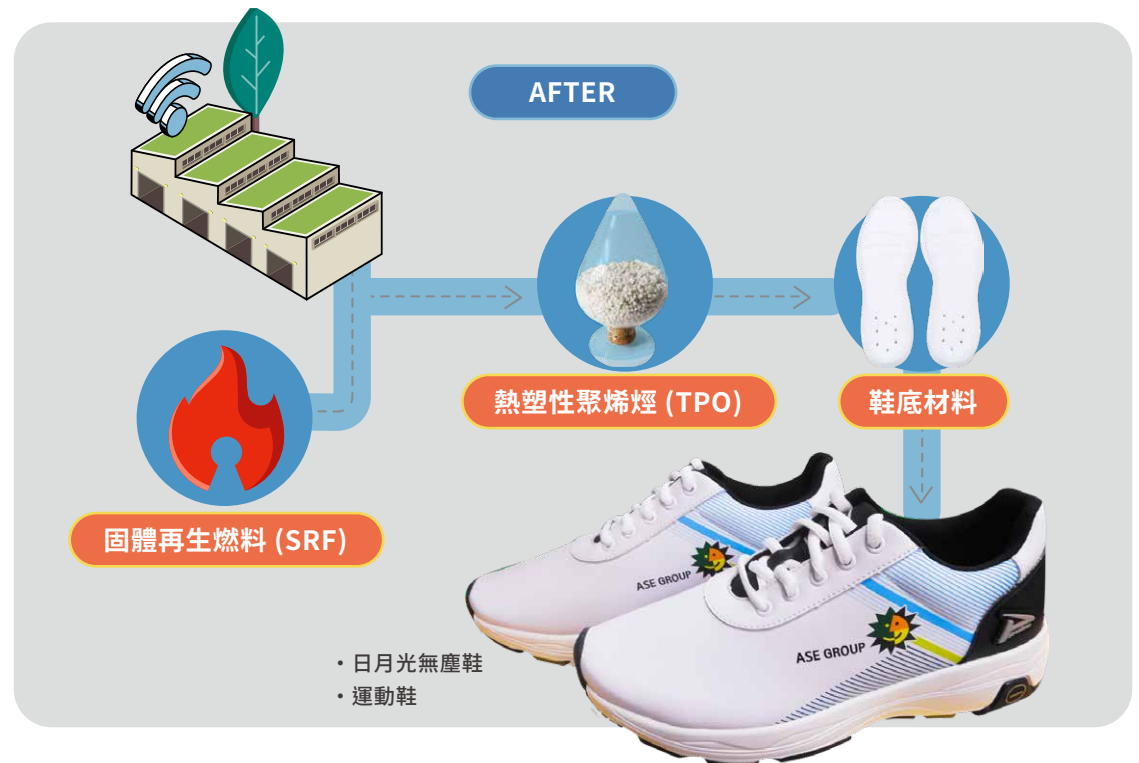 AFTER
熱塑性聚烯烴 (TPO)
鞋底材料
固體再生燃料 (SRF)
ASE GROUP
ASE GROUP
・日月光無塵鞋
・運動鞋